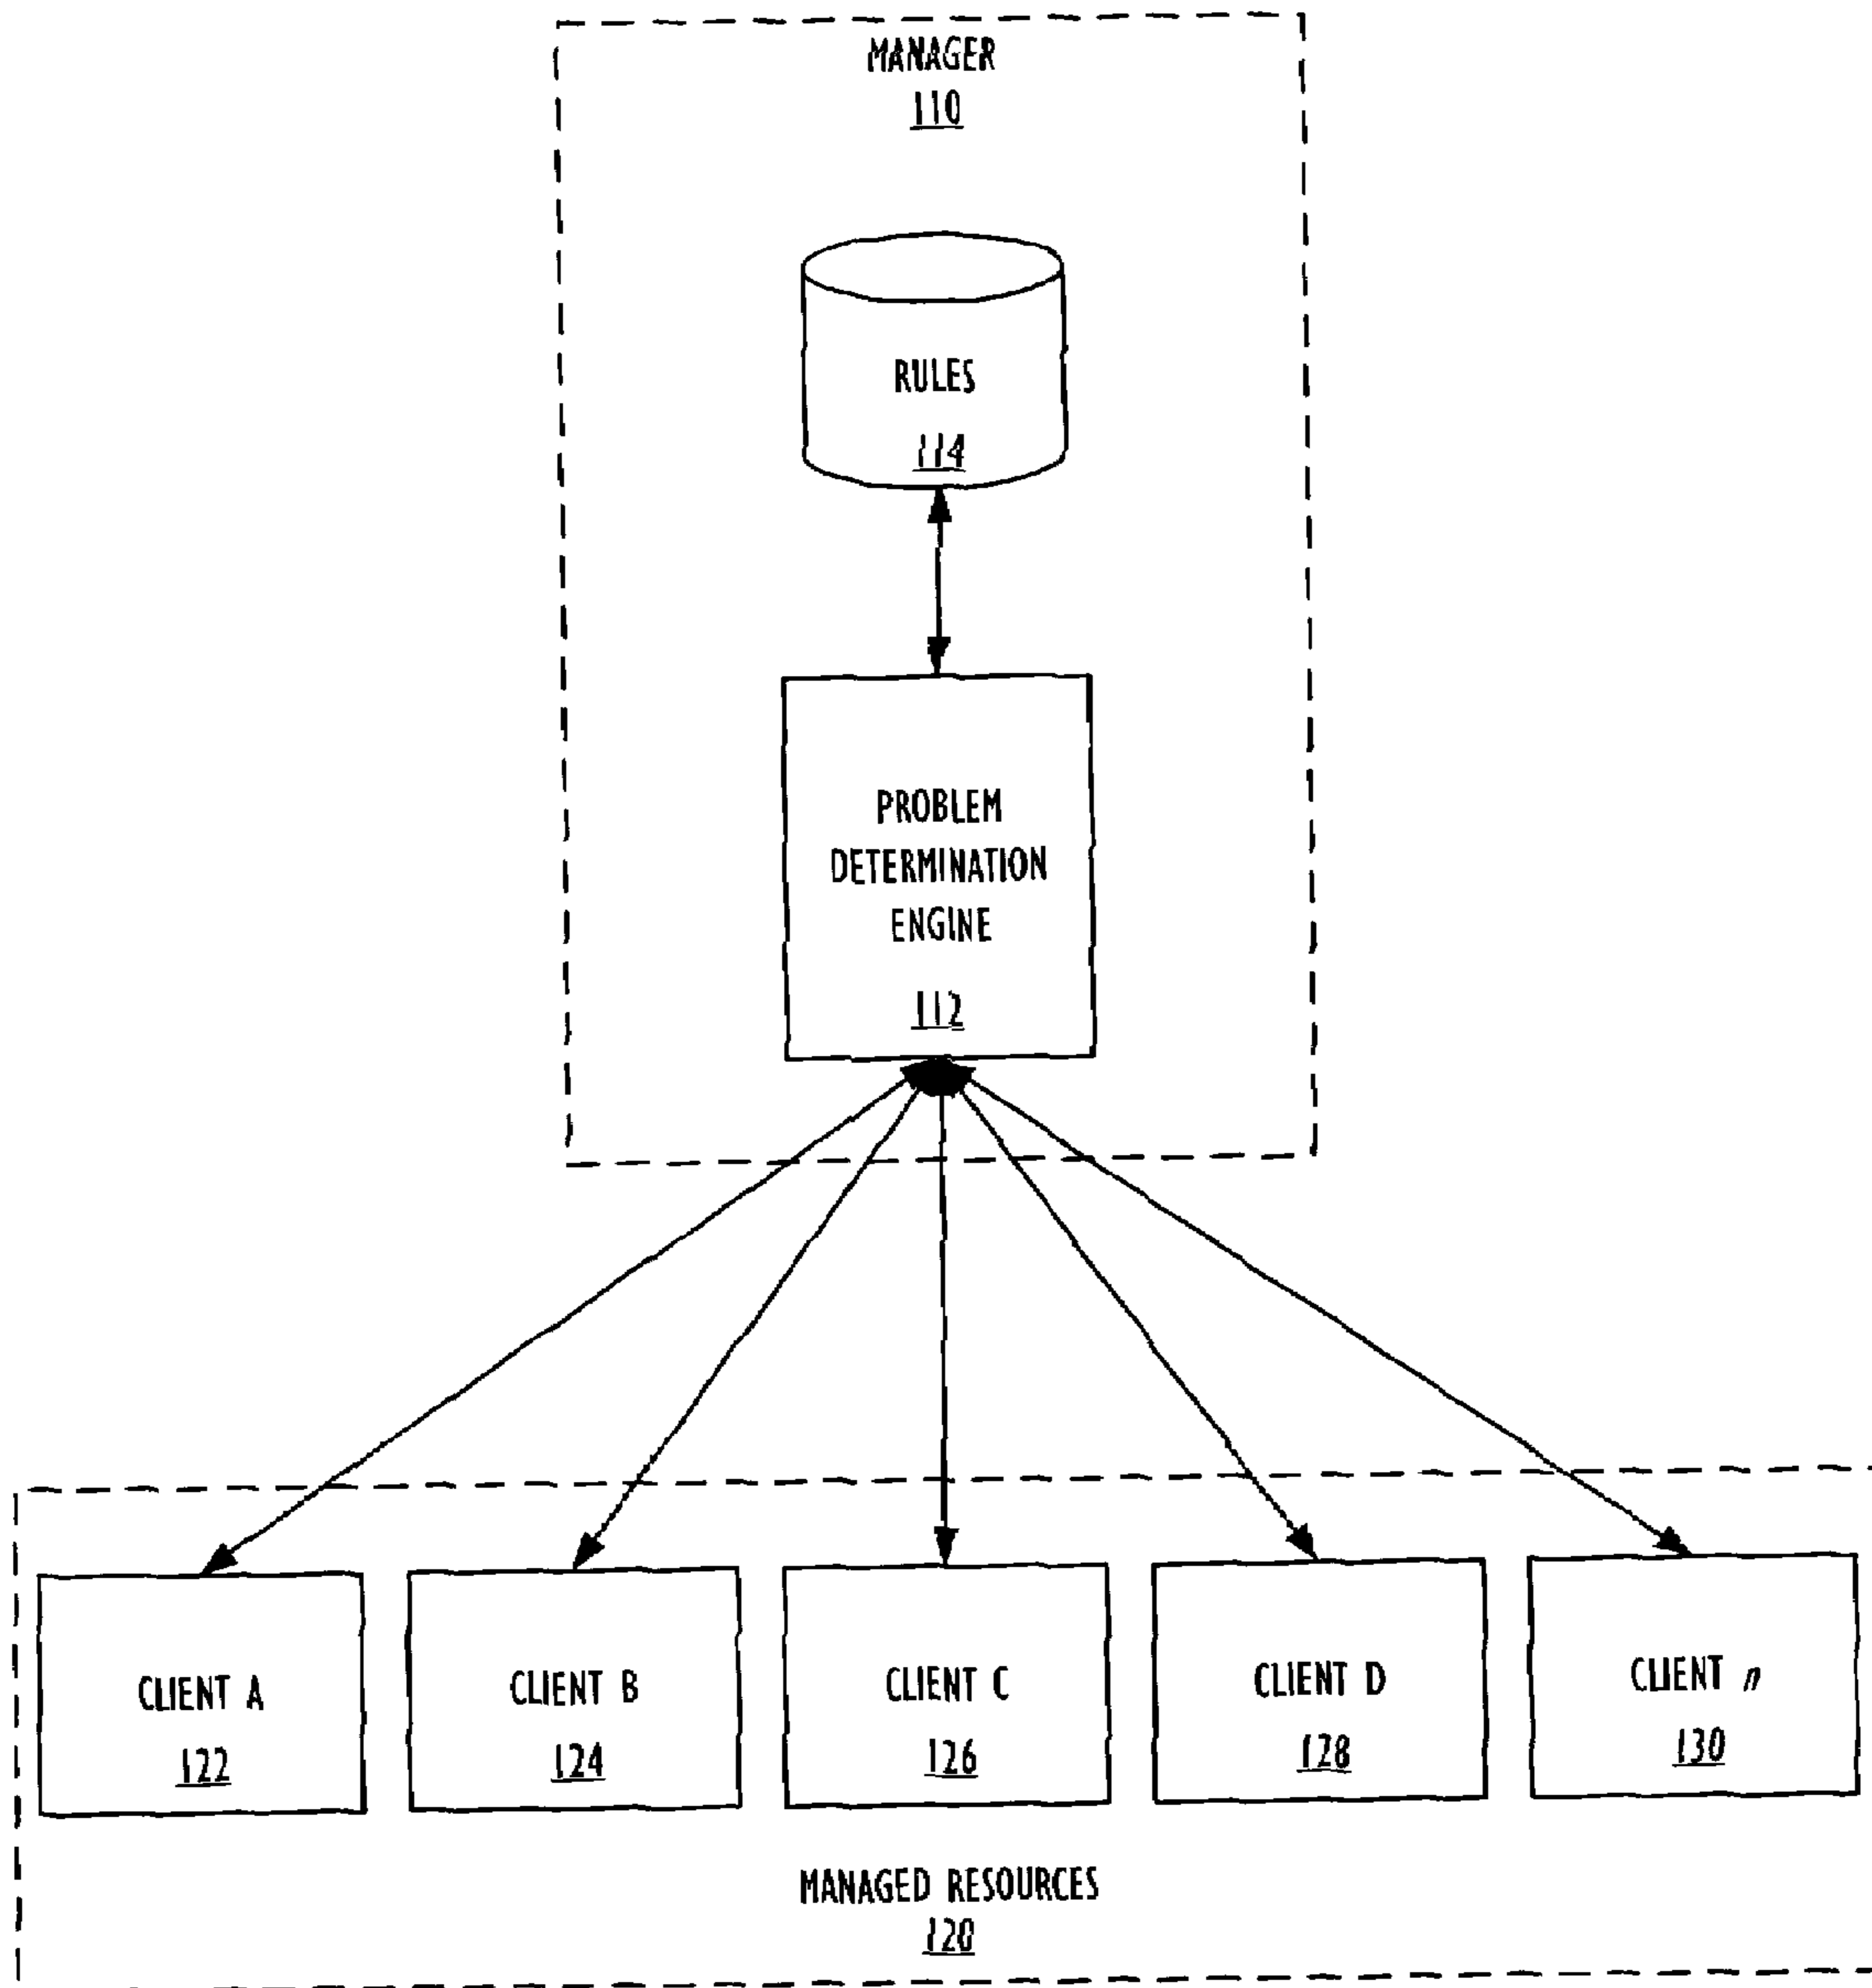 MANAGER
110
RULES
114
PROBLEM
DETERMINATION
ENGINE
112
CLIENT A
122
CLIENT B
124
CLIENT C
126
CLIENT D
128
CLIENT n
130
MANAGED RESOURCES
120